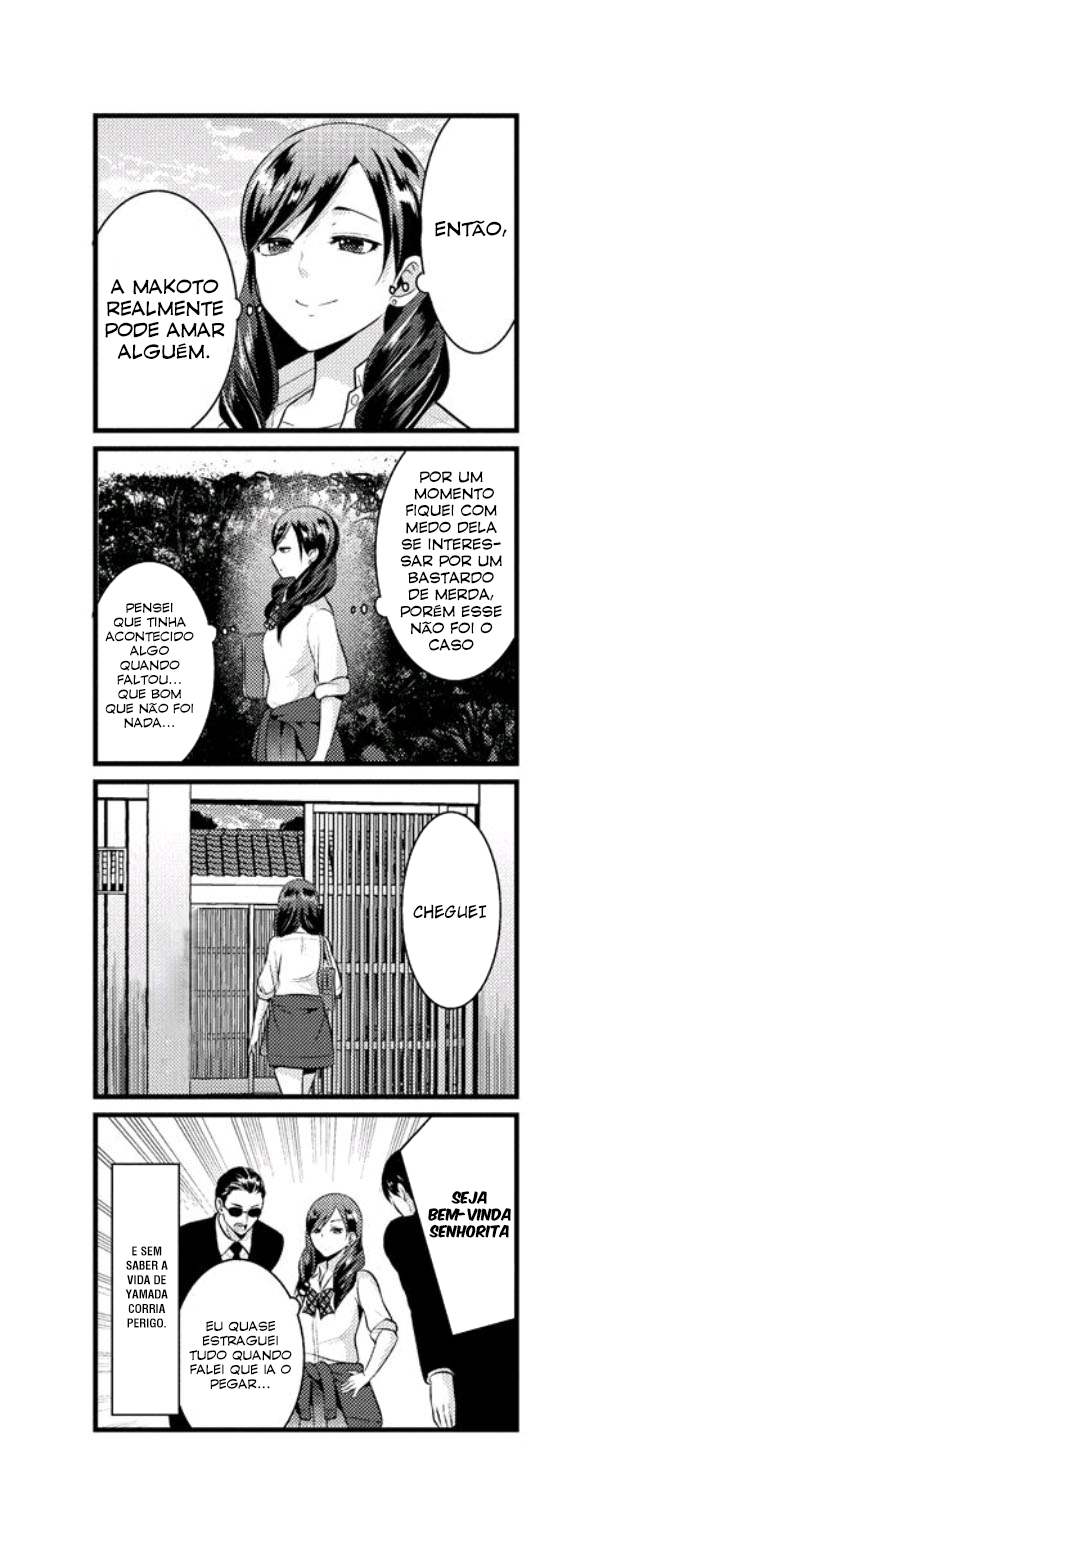 ENTÃO,
A MAKOTO
REALMENTE
PODE AMAR
ALGUÉM.
POR UM
MOMENTO
FIQUEI COM
MEDO DELA
SE INTERES-
SAR POR UM
BASTARDO
DE MERDA,
PORÉM ESSE
NÃO FOI O
CASO
PENSEI
QUE TINHA
ACONTECIDO
ALGO
QUANDO
FALTOU...
QUE BOM
QUE NÃO FOI
NADA...
CHEGUEI
SEJA
BEM-VINDA
SENHORITA
EU QUASE
ESTRAGUEI
TUDO QUANDO
FALEI QUE IA O
PEGAR...
E SEM
SABER A
VIDA DE
YAMADA
CORRIA
PERIGO.